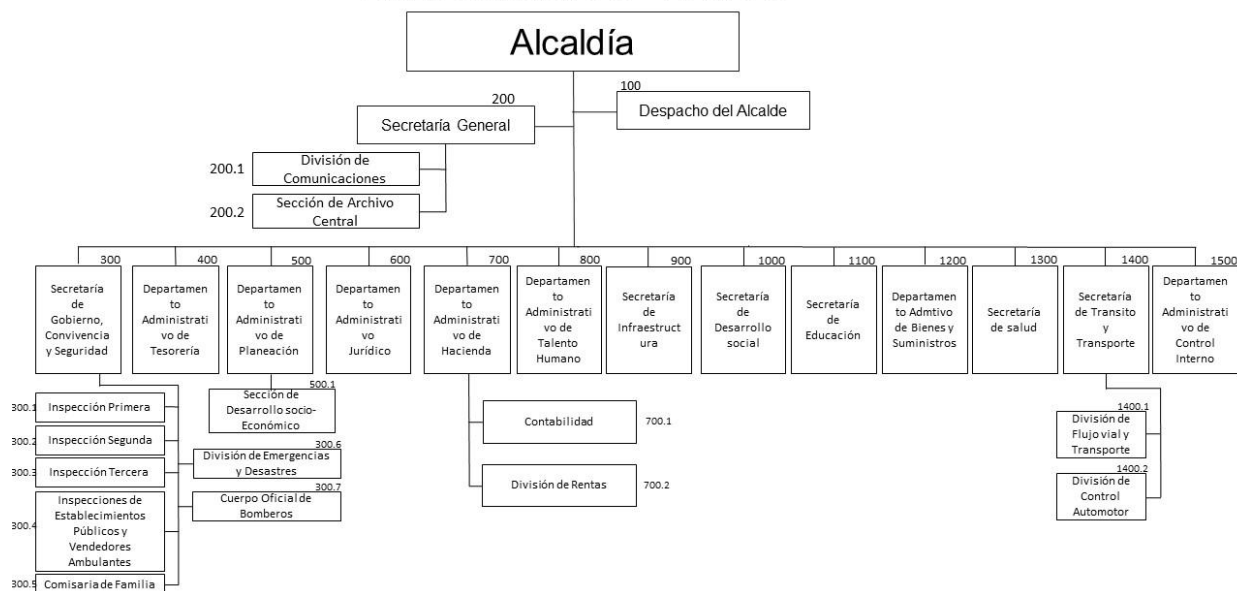 Alcaldía
100
Despacho del Alcalde
200
Secretaría General
200.1
División de
Comunicaciones
200.2
Sección de Archivo
Central
300
Secretaría
de
Gobierno,
Convivencia
y Seguridad
400
Departamen
to
Administrati
vo de
Tesorería
500
Departamen
to
Administrati
vo de
Planeación
600
Departamen
to
Administrati
vo
Jurídico
700
Departamen
to
Administrati
vo de
Hacienda
800
Departamen
to
Administrati
vo de
Talento
Humano
900
Secretaría
de
Infraestruct
ura
1000
Secretaría
de
Desarrollo
social
1100
Secretaría
de
Educación
1200
Departamen
to Admtivo
de Bienes y
Suministros
1300
Secretaría
de salud
1400
Secretaría
de Transito
y
Transporte
1500
Departamen
to
Administrati
vo de
Control
Interno
300.1
Inspección Primera
300.2
Inspección Segunda
300.3
Inspección Tercera
300.4
Inspecciones de
Establecimientos
Públicos y
Vendedores
Ambulantes
300.5
Comisaria de Familia
500.1
Sección de
Desarrollo socio-
Económico
300.6
División de Emergencias
y Desastres
300.7
Cuerpo Oficial de
Bomberos
Contabilidad
700.1
División de Rentas
700.2
1400.1
División de
Flujo vial y
Transporte
1400.2
División de
Control
Automotor